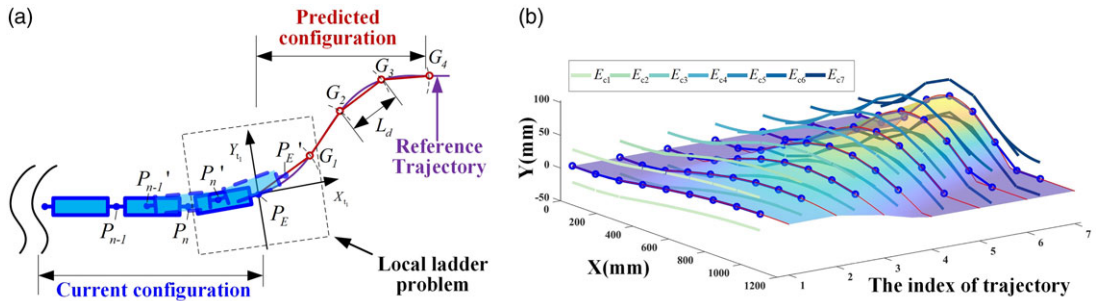 (a)
Predicted
configuration
G4
G3
G2
Ld
Reference
Trajectory
Yt1
PE'
G1
Pn-1'
Pn'
Xt1
Pn-1
Pn
PE
Local ladder
problem
Current configuration
(b)
Ec1 Ec2 Ec3 Ec4 Ec5 Ec6 Ec7
Y(mm)
100
50
0
-50
0
200
400
600
800
1000
1200
X(mm)
1
2
3
4
5
6
7
The index of trajectory